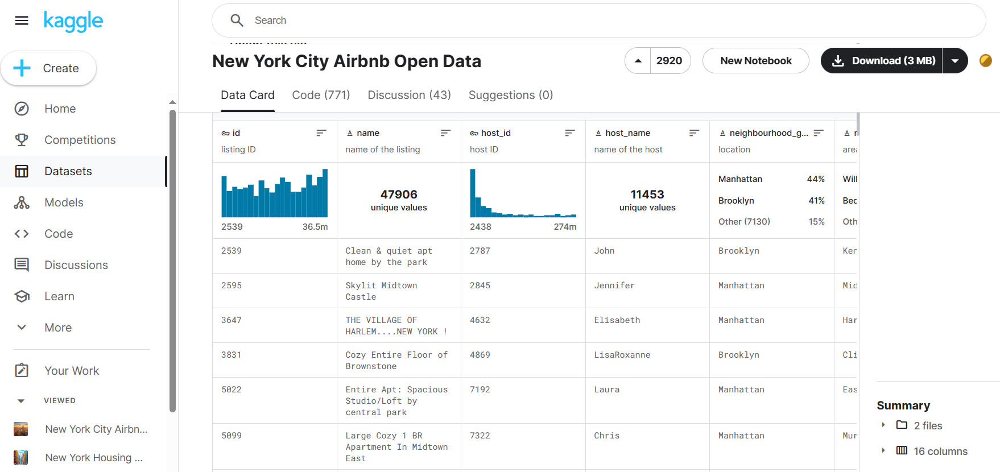 kaggle
Search
Create
Home
Competitions
Datasets
Models
Code
Discussions
Learn
More
Your Work
VIEWED
New York City Airbn...
New York Housing ...
New York City Airbnb Open Data
2920
New Notebook
Download (3 MB)
Data Card
Code (771)
Discussion (43)
Suggestions (0)
id
name
host_id
host_name
neighbourhood_g...
listing ID
name of the listing
host ID
name of the host
location
2539 36.5m
47906
unique values
2438 274m
11453
unique values
Manhattan 44%
Brooklyn 41%
Other (7130) 15%
Will
Bec
Oth
2539
Clean & quiet apt
home by the park
2787
John
Brooklyn
Ken
2595
Skylit Midtown
Castle
2845
Jennifer
Manhattan
Mid
3647
THE VILLAGE OF
HARLEM....NEW YORK !
4632
Elisabeth
Manhattan
Har
3831
Cozy Entire Floor of
Brownstone
4869
LisaRoxanne
Brooklyn
Cli
5022
Entire Apt: Spacious
Studio/Loft by
central park
7192
Laura
Manhattan
Eas
5099
Large Cozy 1 BR
Apartment In Midtown
East
7322
Chris
Manhattan
Mur
Summary
2 files
16 columns